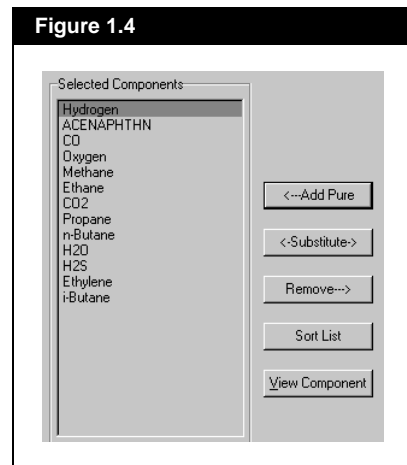 Figure 1.4
Selected Components
Hydrogen
ACENAPHTHN
CO
Oxygen
Methane
Ethane
CO2
Propane
n-Butane
H2O
H2S
Ethylene
i-Butane
<---Add Pure
<-Substitute->
Remove--->
Sort List
View Component